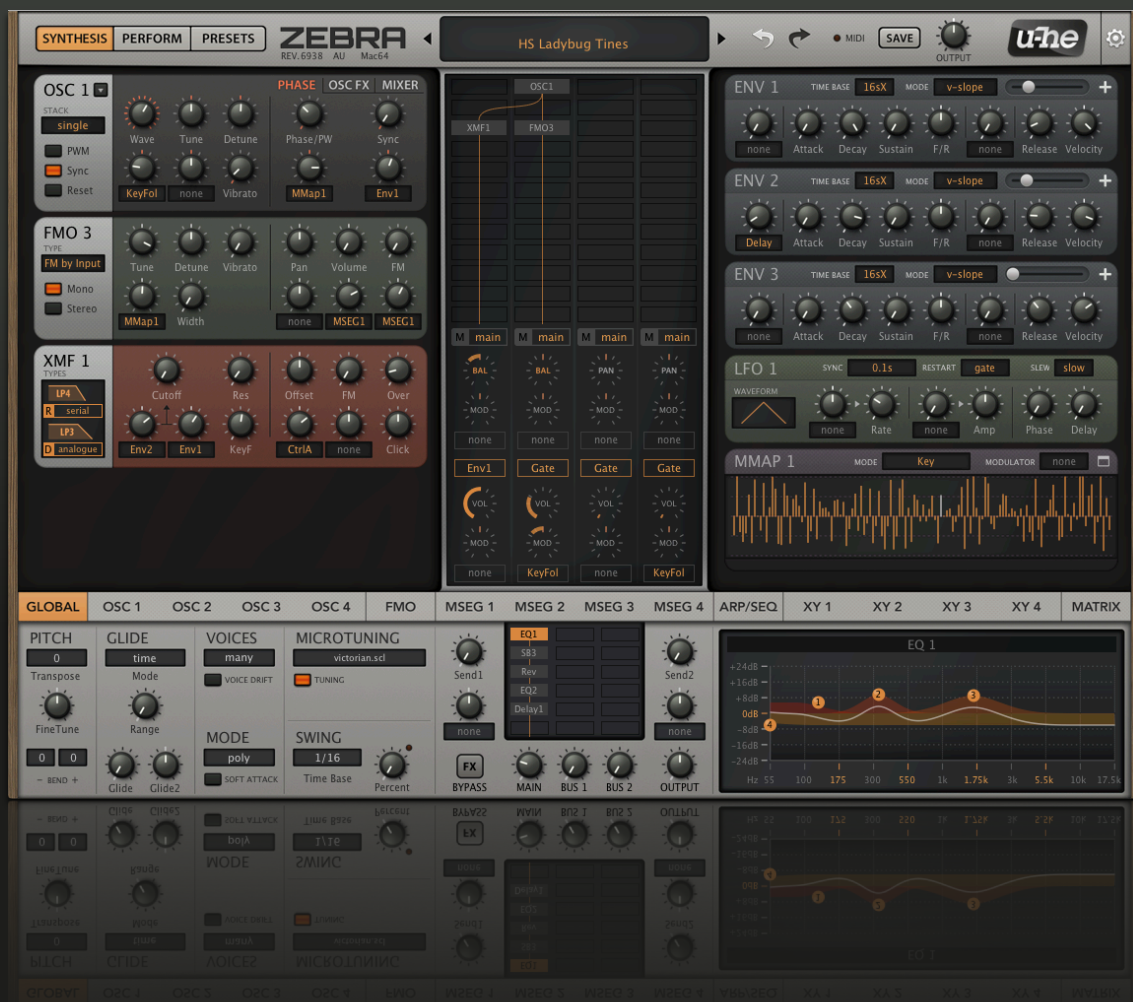 SYNTHESIS PERFORM PRESETS
ZEBRA
REV.6938 AU Mac64
HS Ladybug Tines
MIDI SAVE
OUTPUT
u-he
OSC 1
PHASE OSC FX MIXER
STACK
single
PWM
Sync
Reset
Wave Tune Detune Phase/PW Sync
KeyFol none Vibrato MMap1 Env1
FMO 3
TYPE
FM by Input
Mono
Stereo
Tune Detune Vibrato Pan Volume FM
MMap1 Width none MSEG1 MSEG1
XMF 1
TYPES
LP4
R serial
LP3
D analogue
Cutoff Res Offset FM Over
Env2 Env1 KeyF CtrlA none Click
OSC1
XMF1 FMO3
M main M main M main M main
BAL BAL PAN PAN
MOD MOD MOD MOD
none none none none
Env1 Gate Gate Gate
VOL VOL VOL VOL
MOD MOD MOD MOD
none KeyFol none KeyFol
ENV 1 TIME BASE 16sX MODE v-slope
none Attack Decay Sustain F/R none Release Velocity
ENV 2 TIME BASE 16sX MODE v-slope
Delay Attack Decay Sustain F/R none Release Velocity
ENV 3 TIME BASE 16sX MODE v-slope
none Attack Decay Sustain F/R none Release Velocity
LFO 1 SYNC 0.1s RESTART gate SLEW slow
WAVEFORM
none Rate none Amp Phase Delay
MMAP 1 MODE Key MODULATOR none
GLOBAL OSC 1 OSC 2 OSC 3 OSC 4 FMO MSEG 1 MSEG 2 MSEG 3 MSEG 4 ARP/SEQ XY 1 XY 2 XY 3 XY 4 MATRIX
PITCH
0
Transpose
FineTune
0 0
- BEND +
GLIDE
time
Mode
Range
Glide Glide2
VOICES
many
VOICE DRIFT
MODE
poly
SOFT ATTACK
MICROTUNING
victorian.scl
TUNING
SWING
1/16
Time Base
Percent
Send1
none
FX
BYPASS
EQ1
SB3
Rev
EQ2
Delay1
MAIN BUS 1 BUS 2
Send2
none
OUTPUT
EQ 1
+24dB
+16dB
+8dB
0dB
-8dB
-16dB
-24dB
1 2 3 4
Hz 55 100 175 300 550 1k 1.75k 3k 5.5k 10k 17.5k